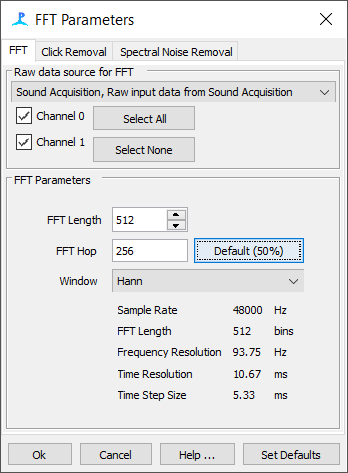 FFT Parameters
FFT Click Removal Spectral Noise Removal
Raw data source for FFT
Sound Acquisition, Raw input data from Sound Acquisition
Channel 0 Select All
Channel 1 Select None
FFT Parameters
FFT Length 512
FFT Hop 256 Default (50%)
Window Hann
Sample Rate 48000 Hz
FFT Length 512 bins
Frequency Resolution 93.75 Hz
Time Resolution 10.67 ms
Time Step Size 5.33 ms
Ok Cancel Help ... Set Defaults